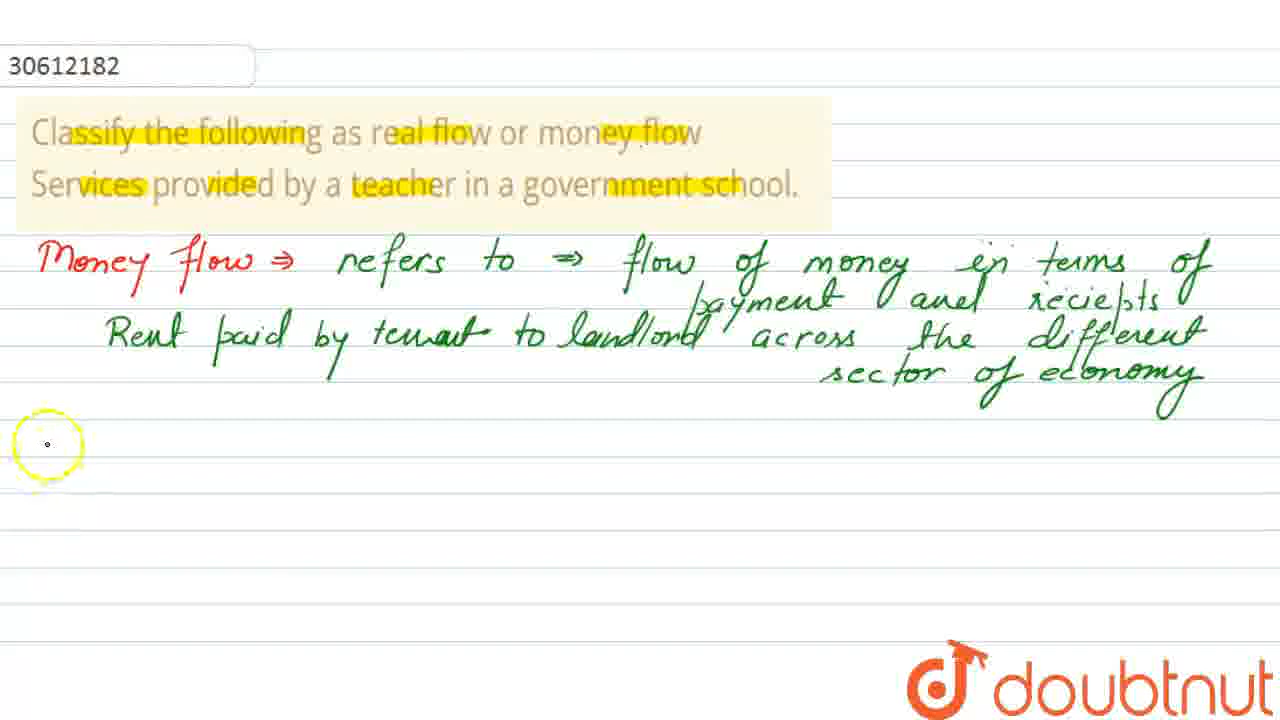 30612182
Classify the following as real flow or money flow
Services provided by a teacher in a government school.
Money flow ⇒ refers to ⇒ flow of money in terms of
payment and reciepts
Rent paid by tenant to landlord across the different
sector of economy
doubtnut